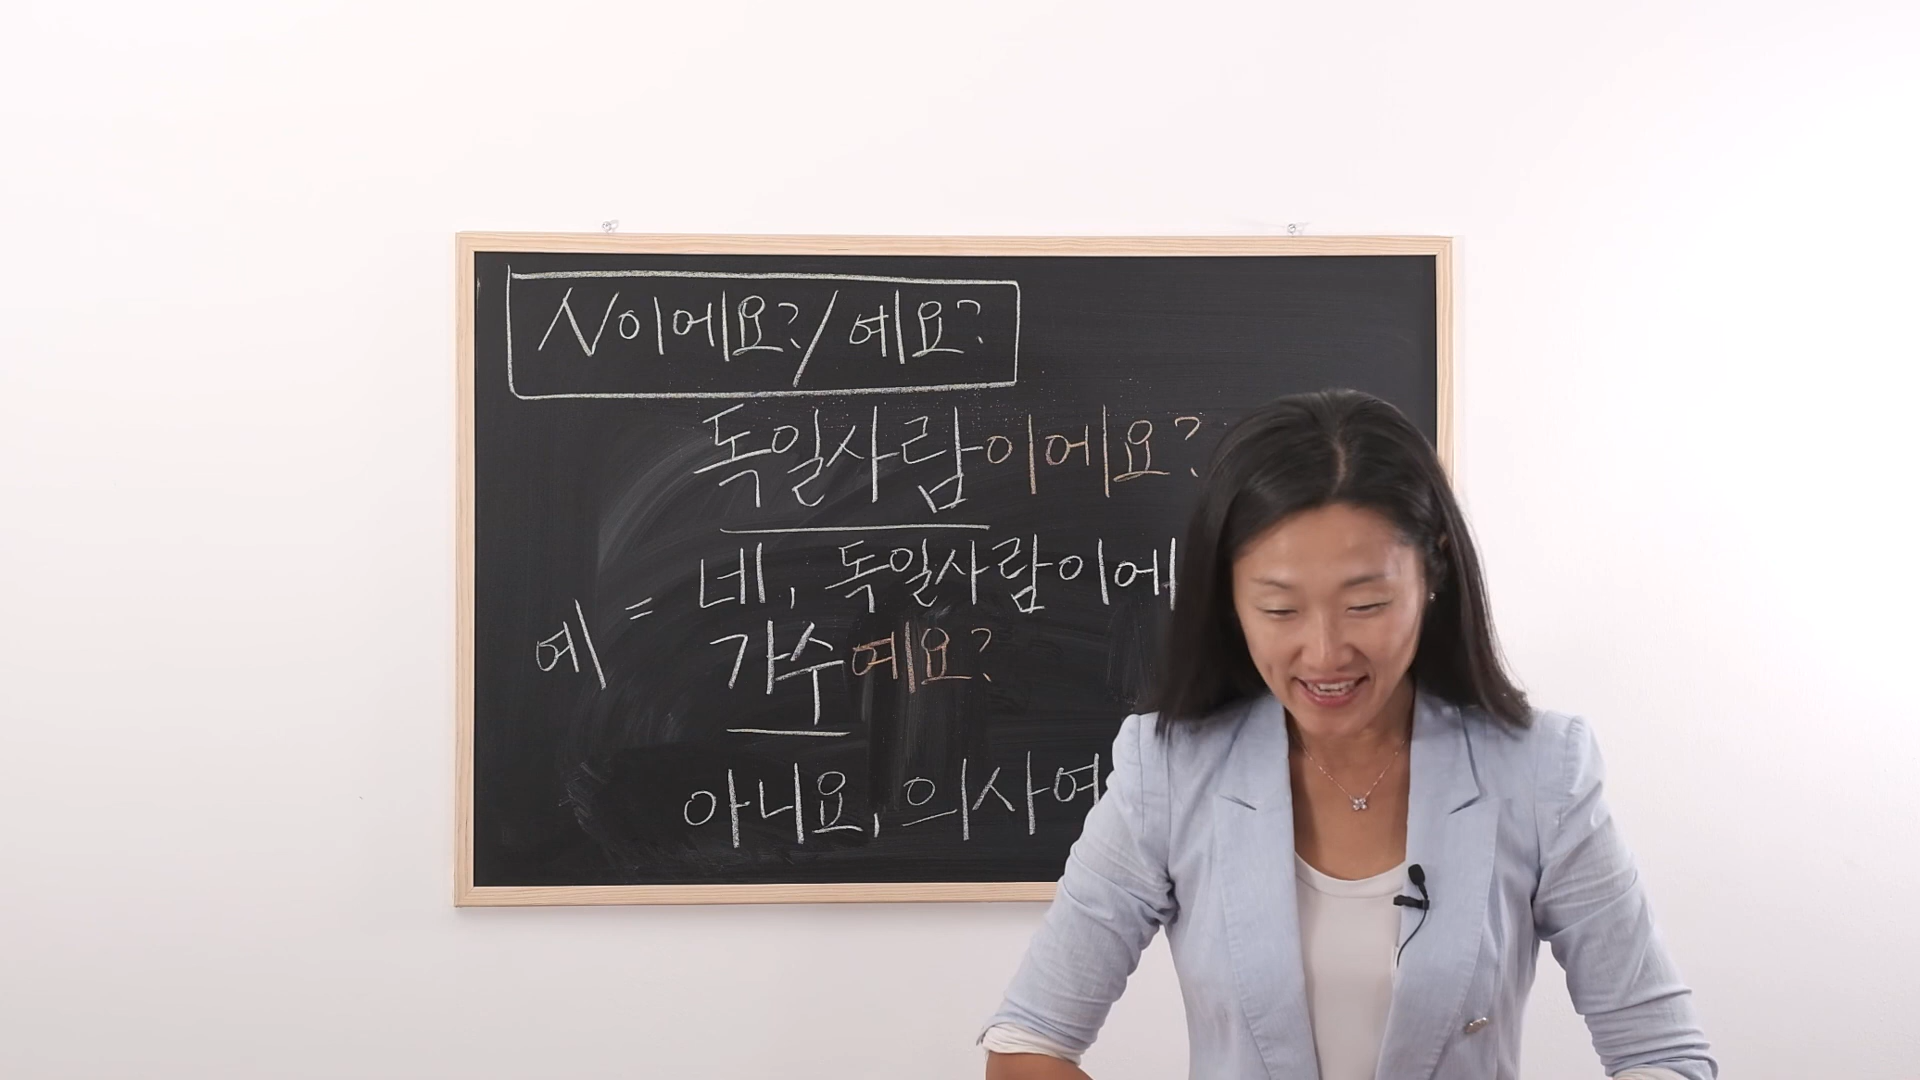 N이에요?/예요?
독일사람이에요?
네, 독일사람이에
예 = 
가수예요?
아니요, 의사